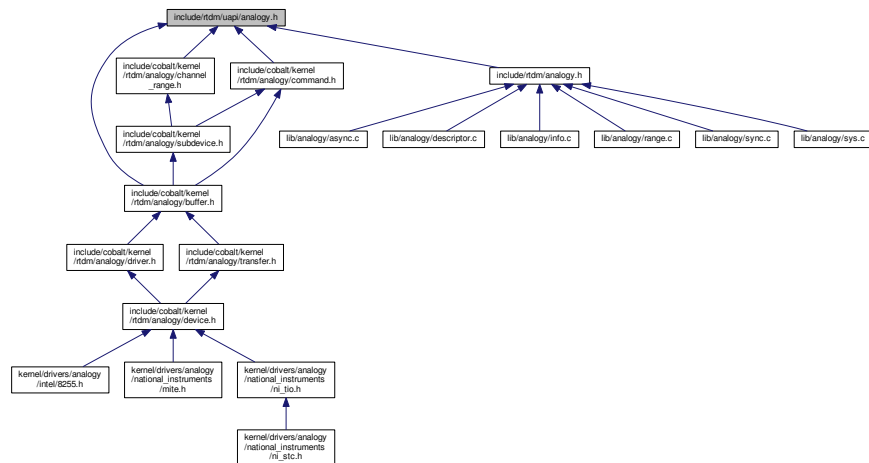 include/rtdm/uapi/analogy.h
include/cobalt/kernel
/rtdm/analogy/channel
_range.h
include/cobalt/kernel
/rtdm/analogy/command.h
include/rtdm/analogy.h
include/cobalt/kernel
/rtdm/analogy/subdevice.h
lib/analogy/async.c
lib/analogy/descriptor.c
lib/analogy/info.c
lib/analogy/range.c
lib/analogy/sync.c
lib/analogy/sys.c
include/cobalt/kernel
/rtdm/analogy/buffer.h
include/cobalt/kernel
/rtdm/analogy/driver.h
include/cobalt/kernel
/rtdm/analogy/transfer.h
include/cobalt/kernel
/rtdm/analogy/device.h
kernel/drivers/analogy
/intel/8255.h
kernel/drivers/analogy
/national_instruments
/mite.h
kernel/drivers/analogy
/national_instruments
/ni_tio.h
kernel/drivers/analogy
/national_instruments
/ni_stc.h